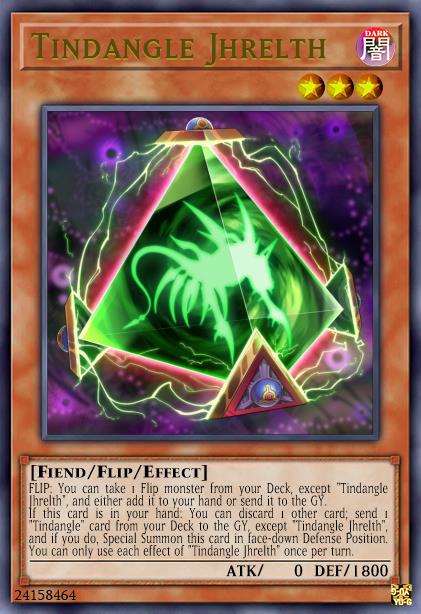 Tindangle Jhrelth
DARK
闇
[Fiend/Flip/Effect]
FLIP: You can take 1 Flip monster from your Deck, except "Tindangle
Jhrelth", and either add it to your hand or send it to the GY.
If this card is in your hand: You can discard 1 other card; send 1
"Tindangle" card from your Deck to the GY, except "Tindangle Jhrelth",
and if you do, Special Summon this card in face-down Defense Position.
You can only use each effect of "Tindangle Jhrelth" once per turn.
ATK/ 0 DEF/1800
24158464